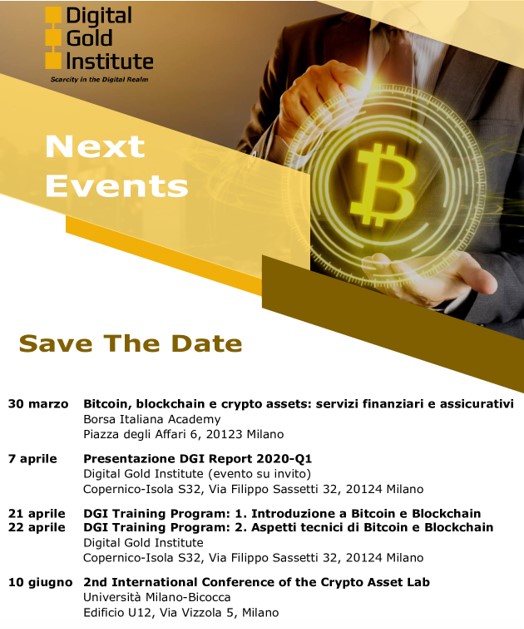 Digital
Gold
Institute
Scarcity in the Digital Realm
Next
Events
Save The Date
30 marzo Bitcoin, blockchain e crypto assets: servizi finanziari e assicurativi
Borsa Italiana Academy
Piazza degli Affari 6, 20123 Milano
7 aprile Presentazione DGI Report 2020-Q1
Digital Gold Institute (evento su invito)
Copernico-Isola S32, Via Filippo Sassetti 32, 20124 Milano
21 aprile DGI Training Program: 1. Introduzione a Bitcoin e Blockchain
22 aprile DGI Training Program: 2. Aspetti tecnici di Bitcoin e Blockchain
Digital Gold Institute
Copernico-Isola S32, Via Filippo Sassetti 32, 20124 Milano
10 giugno 2nd International Conference of the Crypto Asset Lab
Università Milano-Bicocca
Edificio U12, Via Vizzola 5, Milano